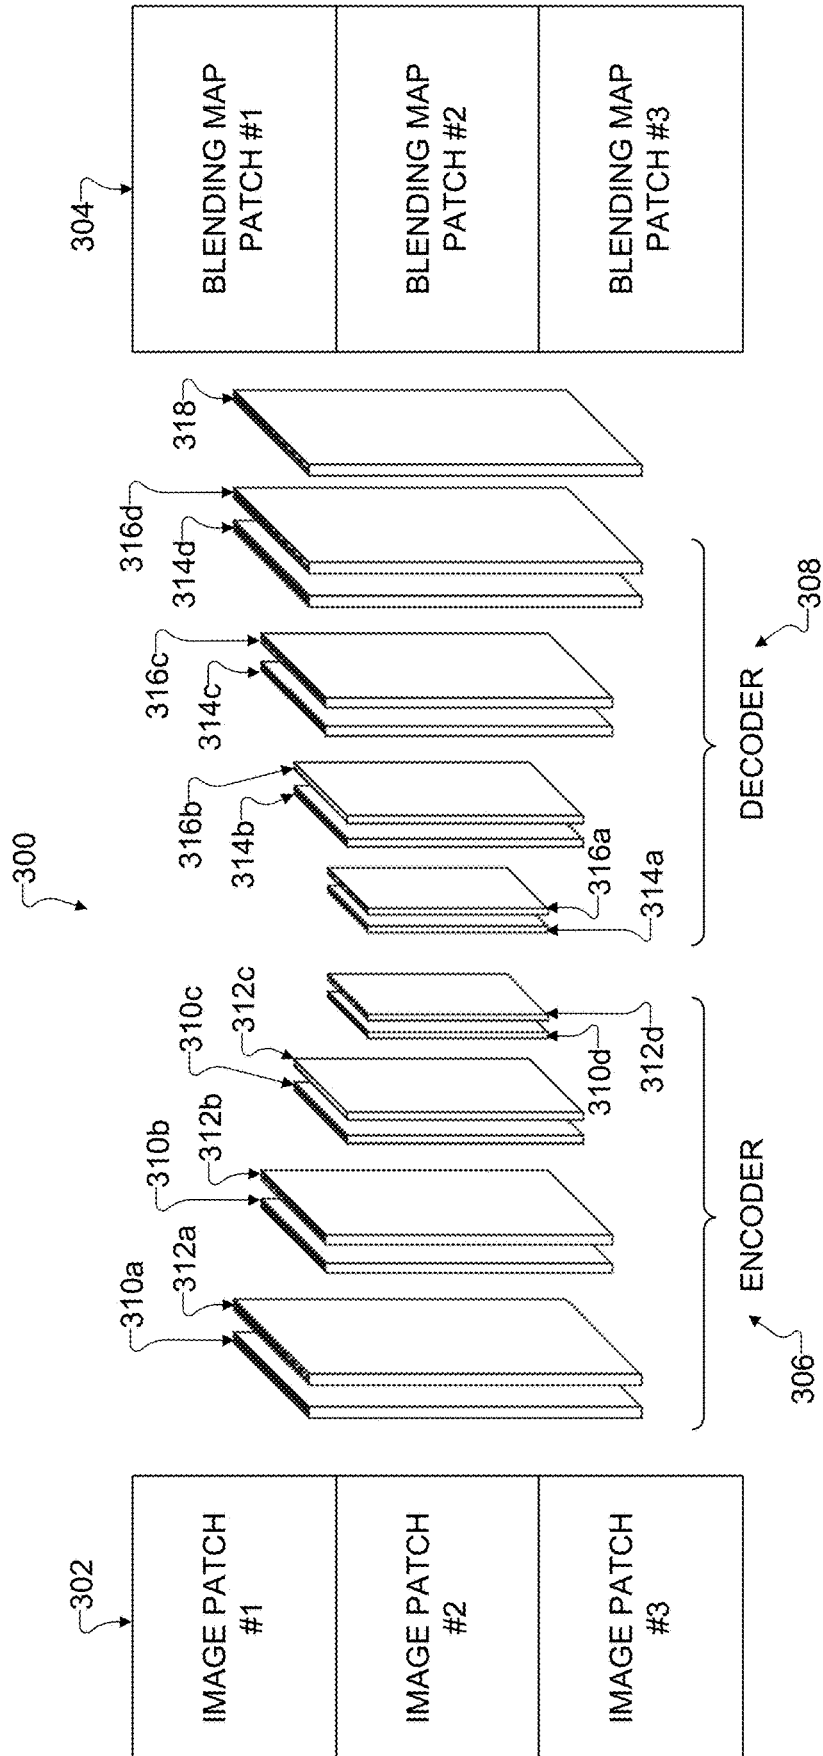 300
302
IMAGE PATCH
#1
IMAGE PATCH
#2
IMAGE PATCH
#3
310a
312a
310b
312b
310c
312c
310d
312d
ENCODER
306
314a
316a
314b
316b
314c
316c
314d
316d
318
DECODER
308
304
BLENDING MAP
PATCH #1
BLENDING MAP
PATCH #2
BLENDING MAP
PATCH #3